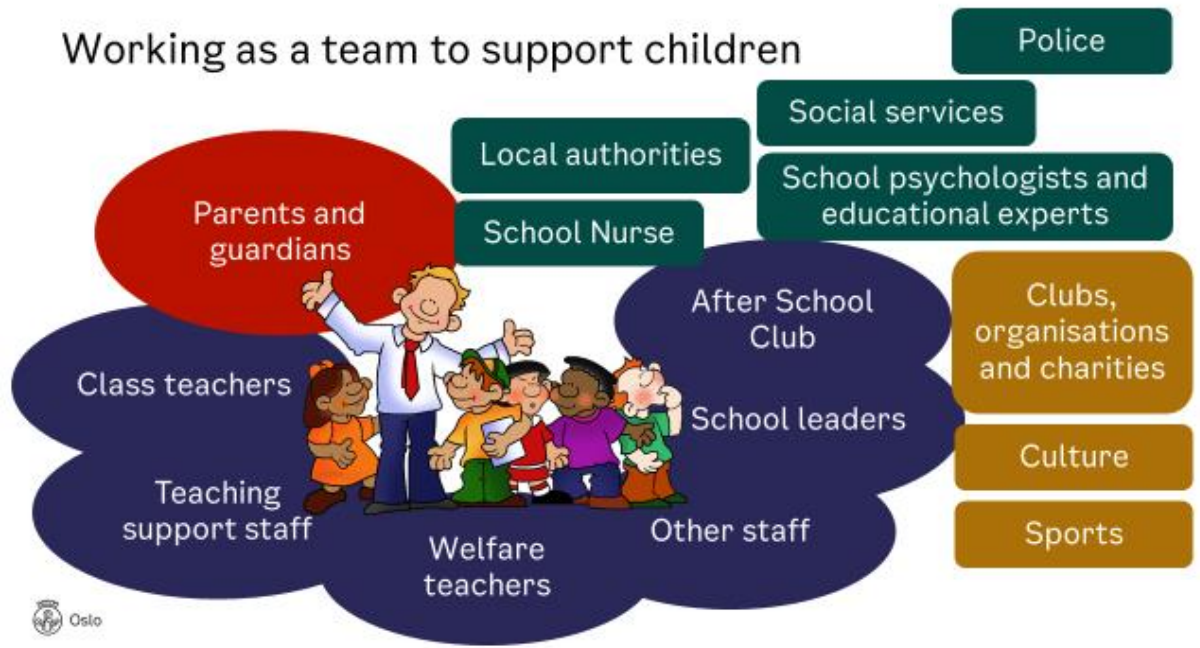 Working as a team to support children
Police
Social services
Local authorities
School psychologists and
educational experts
School Nurse
Parents and
guardians
After School
Club
Clubs,
organisations
and charities
Class teachers
School leaders
Culture
Teaching
support staff
Other staff
Sports
Welfare
teachers
Oslo